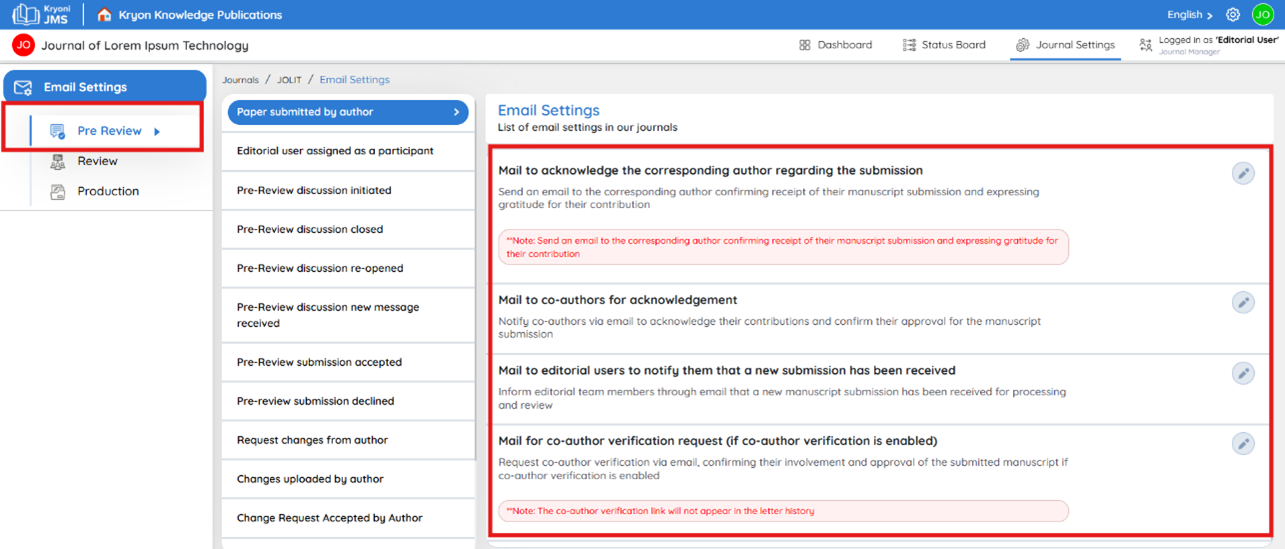 Kryoni
JMS
Kryon Knowledge Publications
English >
JO
JO
Journal of Lorem Ipsum Technology
Dashboard
Status Board
Journal Settings
Logged in as 'Editorial User'
Journal Manager
Email Settings
Pre Review
Review
Production
Journals / JOLIT / Email Settings
Paper submitted by author >
Editorial user assigned as a participant
Pre-Review discussion initiated
Pre-Review discussion closed
Pre-Review discussion re-opened
Pre-Review discussion new message
received
Pre-Review submission accepted
Pre-review submission declined
Request changes from author
Changes uploaded by author
Change Request Accepted by Author
Email Settings
List of email settings in our journals
Mail to acknowledge the corresponding author regarding the submission
Send an email to the corresponding author confirming receipt of their manuscript submission and expressing
gratitude for their contribution
**Note: Send an email to the corresponding author confirming receipt of their manuscript submission and expressing gratitude for
their contribution
Mail to co-authors for acknowledgement
Notify co-authors via email to acknowledge their contributions and confirm their approval for the manuscript
submission
Mail to editorial users to notify them that a new submission has been received
Inform editorial team members through email that a new manuscript submission has been received for processing
and review
Mail for co-author verification request (if co-author verification is enabled)
Request co-author verification via email, confirming their involvement and approval of the submitted manuscript if
co-author verification is enabled
**Note: The co-author verification link will not appear in the letter history